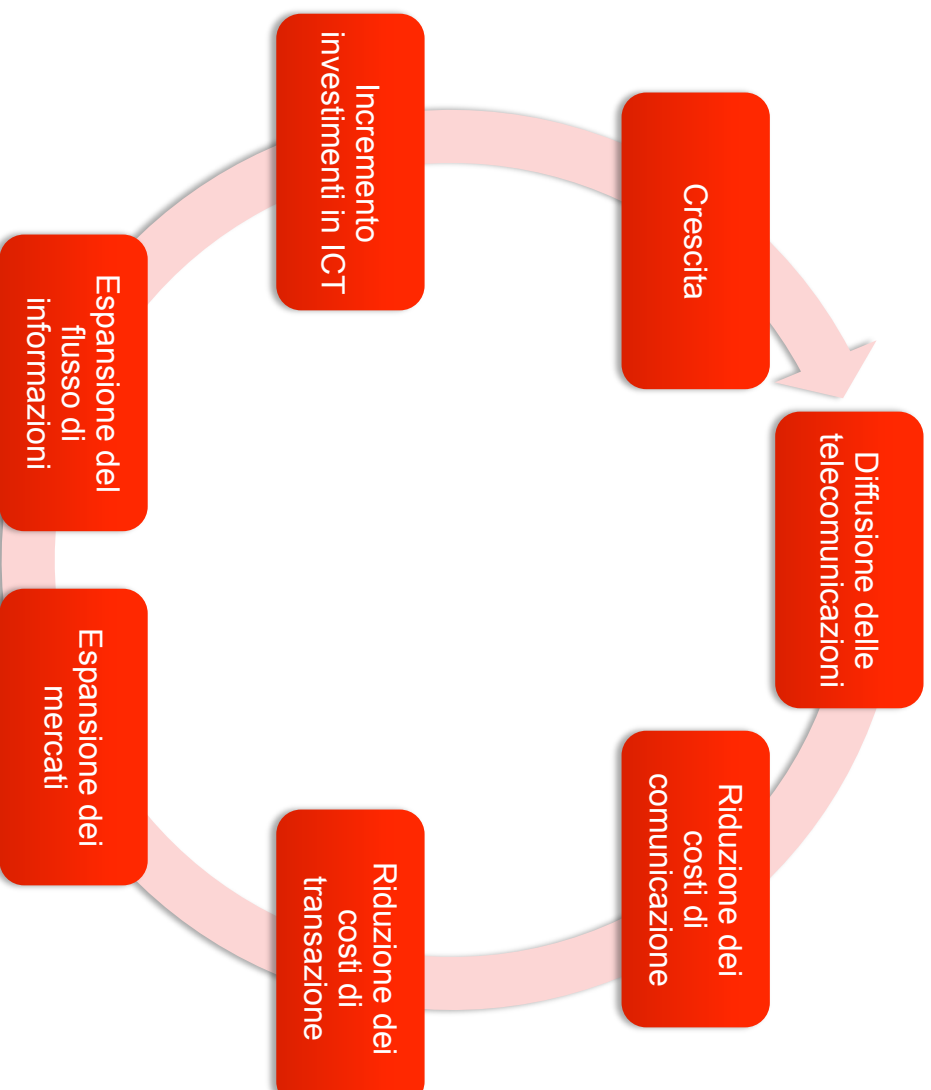 Diffusione delle
telecomunicazioni
Riduzione dei
costi di
comunicazione
Riduzione dei
costi di
transazione
Espansione dei
mercati
Espansione del
flusso di
informazioni
Incremento
investimenti in ICT
Crescita